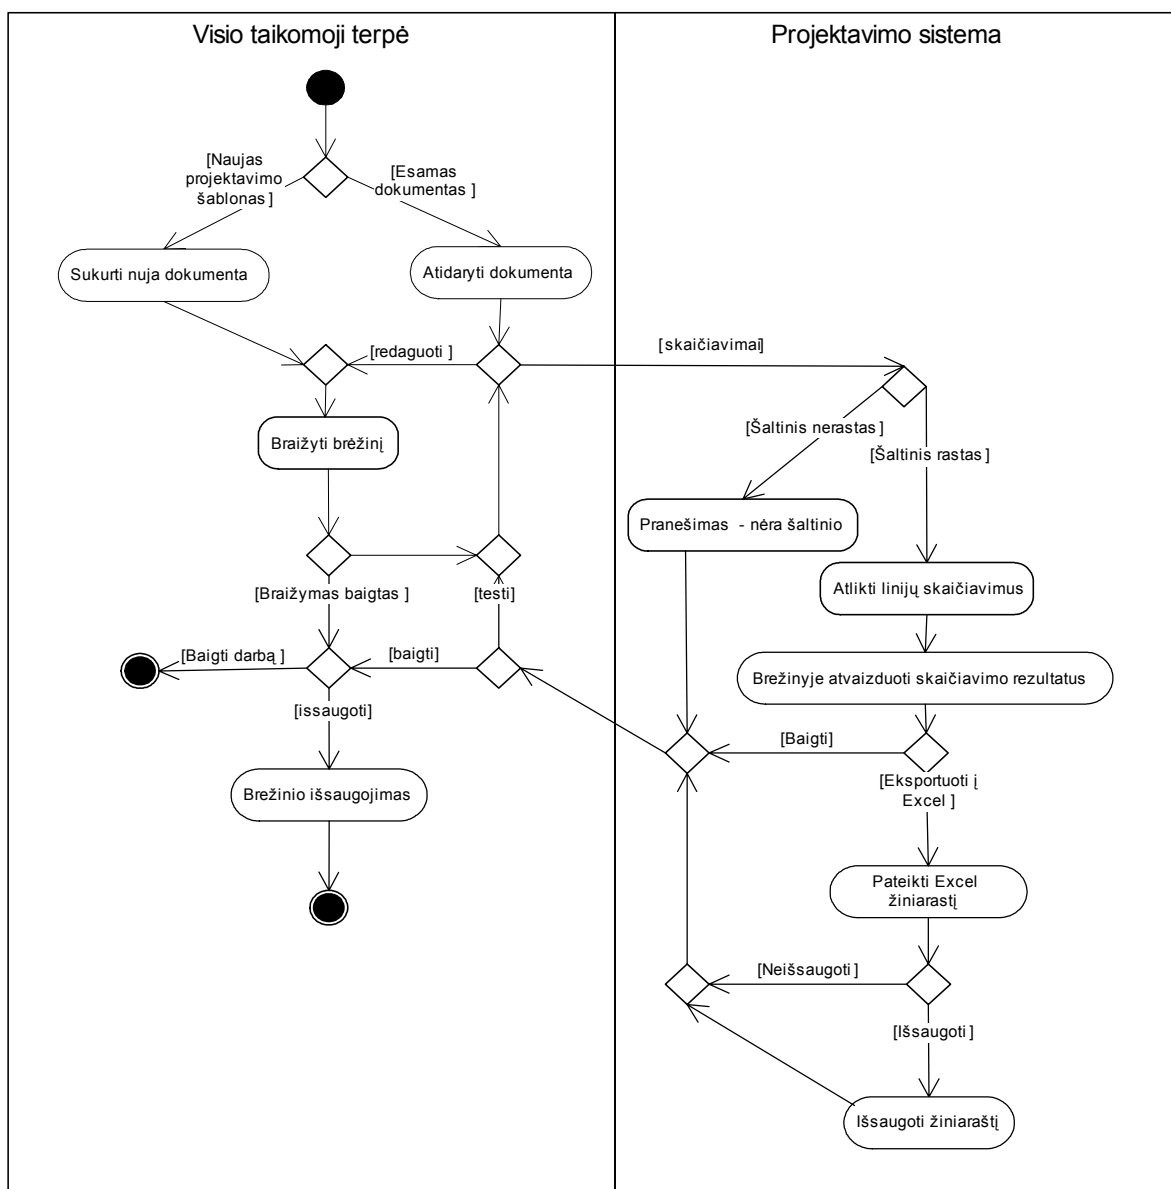 Visio taikomoji terpė
Projektavimo sistema
[Naujas
projektavimo
šablonas ]
[Esamas
dokumentas ]
Sukurti nuja dokumenta
Atidaryti dokumenta
[redaguoti ]
[skaičiavimai]
Braižyti brėžinį
[Šaltinis nerastas ]
[Šaltinis rastas ]
Pranešimas - nėra šaltinio
Atlikti linijų skaičiavimus
[Braižymas baigtas ]
[testi]
[Baigti darbą ]
[baigti]
Brežinyje atvaizduoti skaičiavimo rezultatus
[issaugoti]
[Baigti]
[Eksportuoti į
Excel ]
Brežinio išsaugojimas
Pateikti Excel
žiniarastį
[Neišsaugoti ]
[Išsaugoti ]
Išsaugoti žiniaraštį